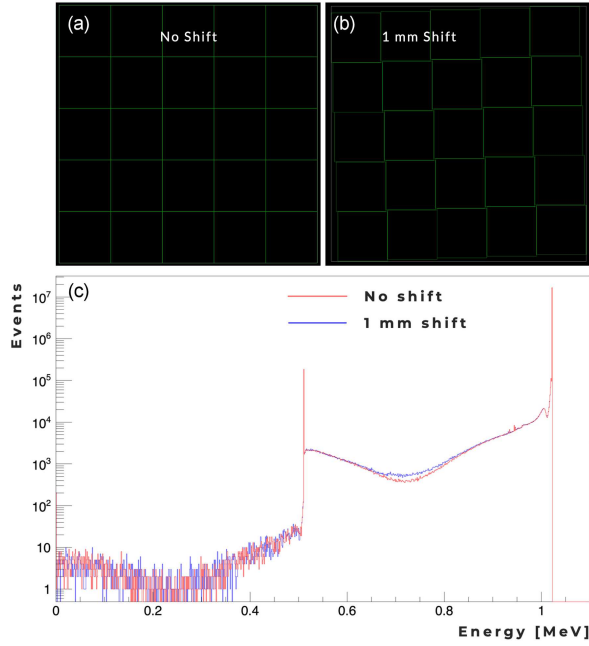 (a)
No Shift
(b)
1 mm Shift
(c)
Events
10⁷
10⁶
10⁵
10⁴
10³
10²
10
1
No shift
1 mm shift
0
0.2
0.4
0.6
0.8
1
Energy [MeV]